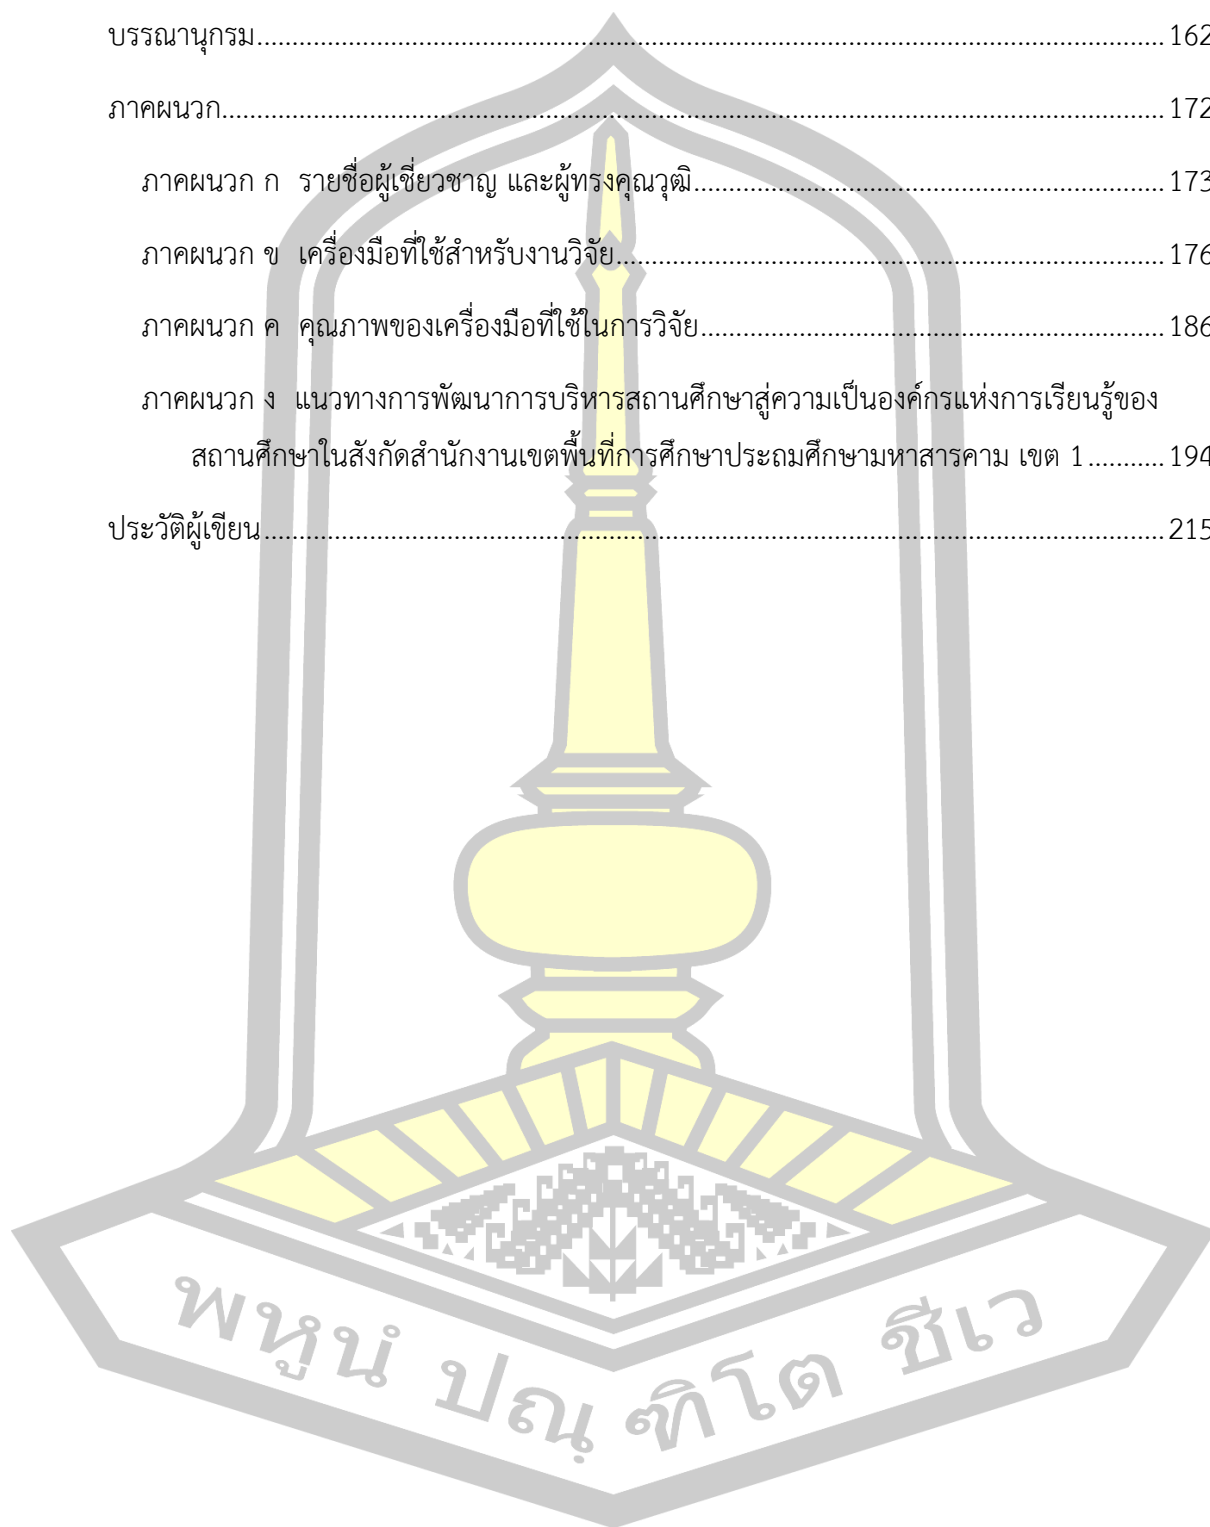 บรรณานุกรม.......... 162
ภาคผนวก.......... 172
ภาคผนวก ก รายชื่อผู้เชี่ยวชาญ และผู้ทรงคุณวุฒิ.......... 173
ภาคผนวก ข เครื่องมือที่ใช้สำหรับงานวิจัย.......... 176
ภาคผนวก ค คุณภาพของเครื่องมือที่ใช้ในการวิจัย.......... 186
ภาคผนวก ง แนวทางการพัฒนาการบริหารสถานศึกษาสู่ความเป็นองค์กรแห่งการเรียนรู้ของ
สถานศึกษาในสังกัดสำนักงานเขตพื้นที่การศึกษาประถมศึกษามหาสารคาม เขต 1.......... 194
ประวัติผู้เขียน.......... 215
พหูนํ ปณฺฑิโต ชีเว